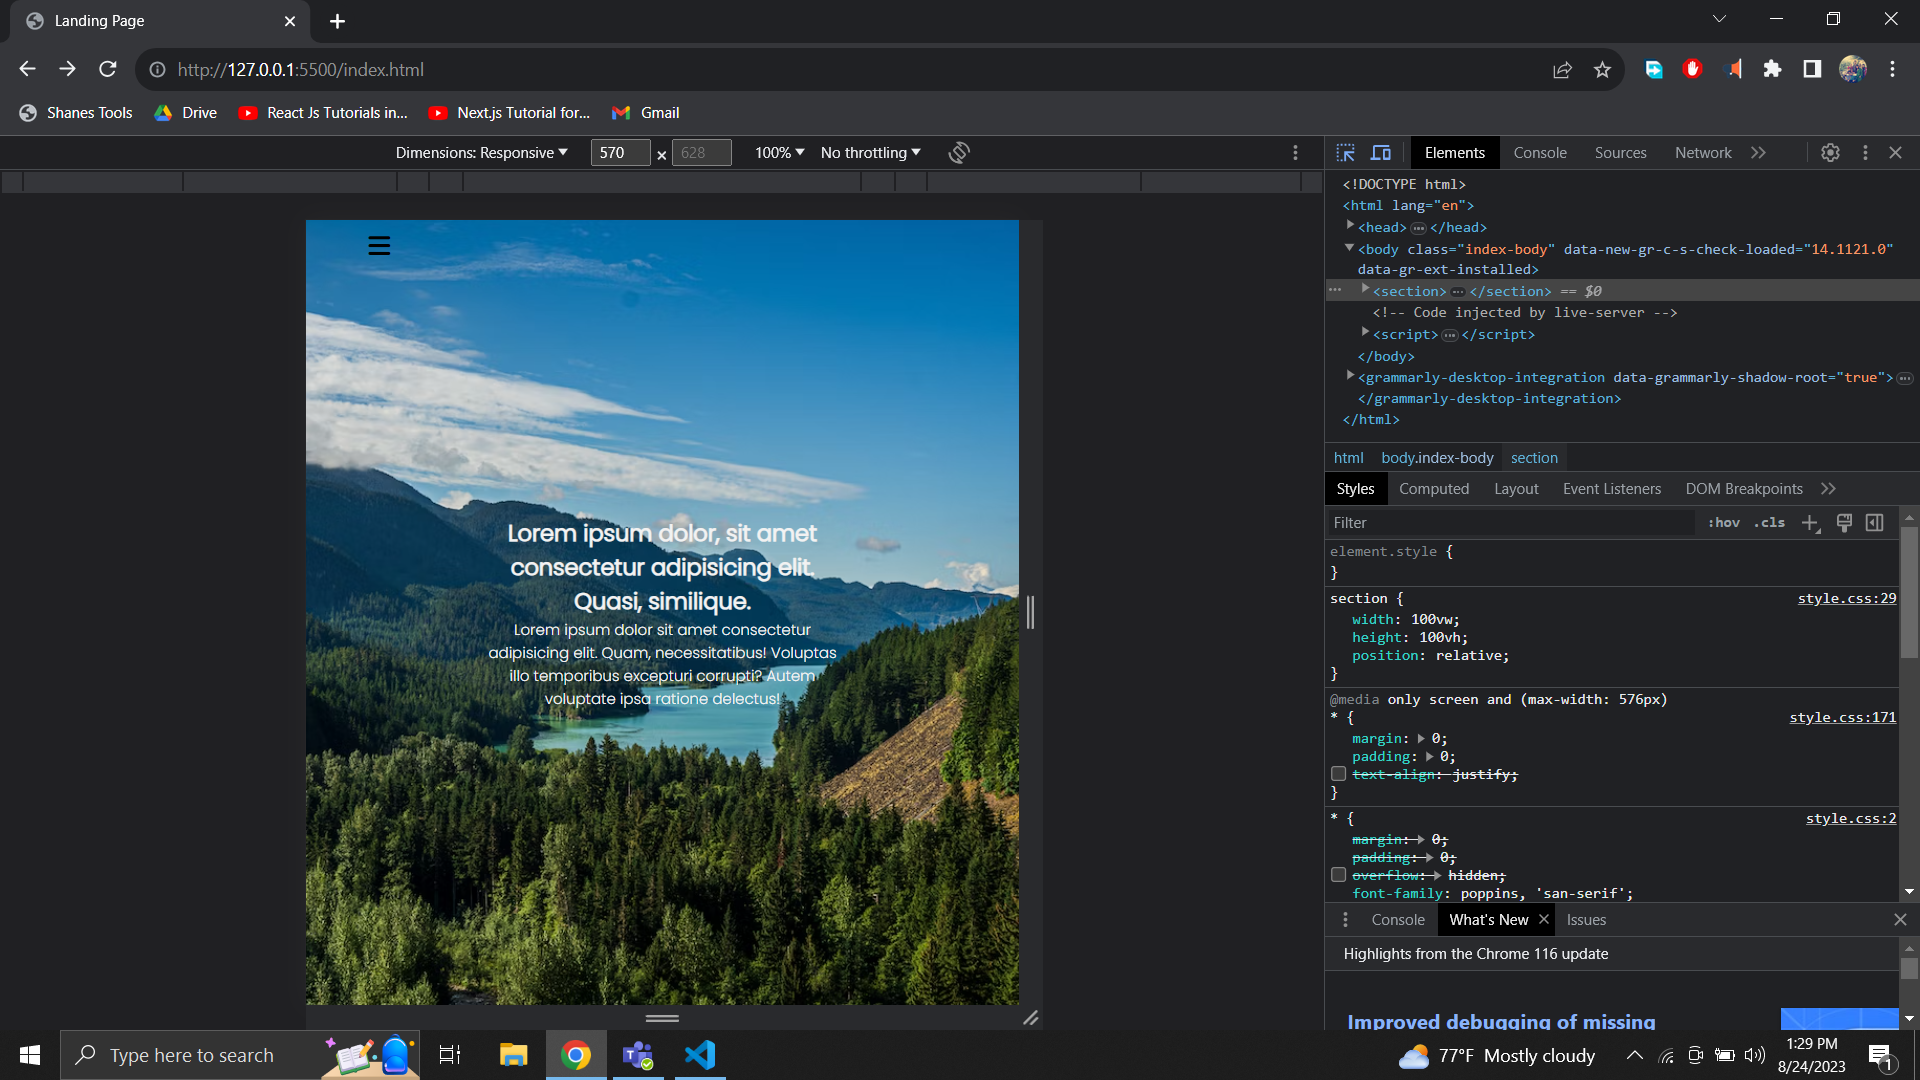 Landing Page
http://127.0.0.1:5500/index.html
Shanes Tools Drive React Js Tutorials in... Next.js Tutorial for... Gmail
Dimensions: Responsive 570 × 628 100% No throttling
Elements Console Sources Network
<!DOCTYPE html>
<html lang="en">
<head> … </head>
<body class="index-body" data-new-gr-c-s-check-loaded="14.1121.0"
data-gr-ext-installed>
… <section> … </section> == $0
<!-- Code injected by live-server -->
<script> … </script>
</body>
<grammarly-desktop-integration data-grammarly-shadow-root="true"> …
</grammarly-desktop-integration>
</html>
html body.index-body section
Styles Computed Layout Event Listeners DOM Breakpoints
Filter :hov .cls
element.style {
}
section { style.css:29
width: 100vw;
height: 100vh;
position: relative;
}
@media only screen and (max-width: 576px)
* { style.css:171
margin: 0;
padding: 0;
text-align: justify;
}
* { style.css:2
margin: 0;
padding: 0;
overflow: hidden;
font-family: poppins, 'san-serif';
Console What's New Issues
Highlights from the Chrome 116 update
Improved debugging of missing
Lorem ipsum dolor, sit amet
consectetur adipisicing elit.
Quasi, similique.
Lorem ipsum dolor sit amet consectetur
adipisicing elit. Quam, necessitatibus! Voluptas
illo temporibus excepturi corrupti? Autem
voluptate ipsa ratione delectus!
Type here to search
77°F Mostly cloudy
1:29 PM
8/24/2023
1